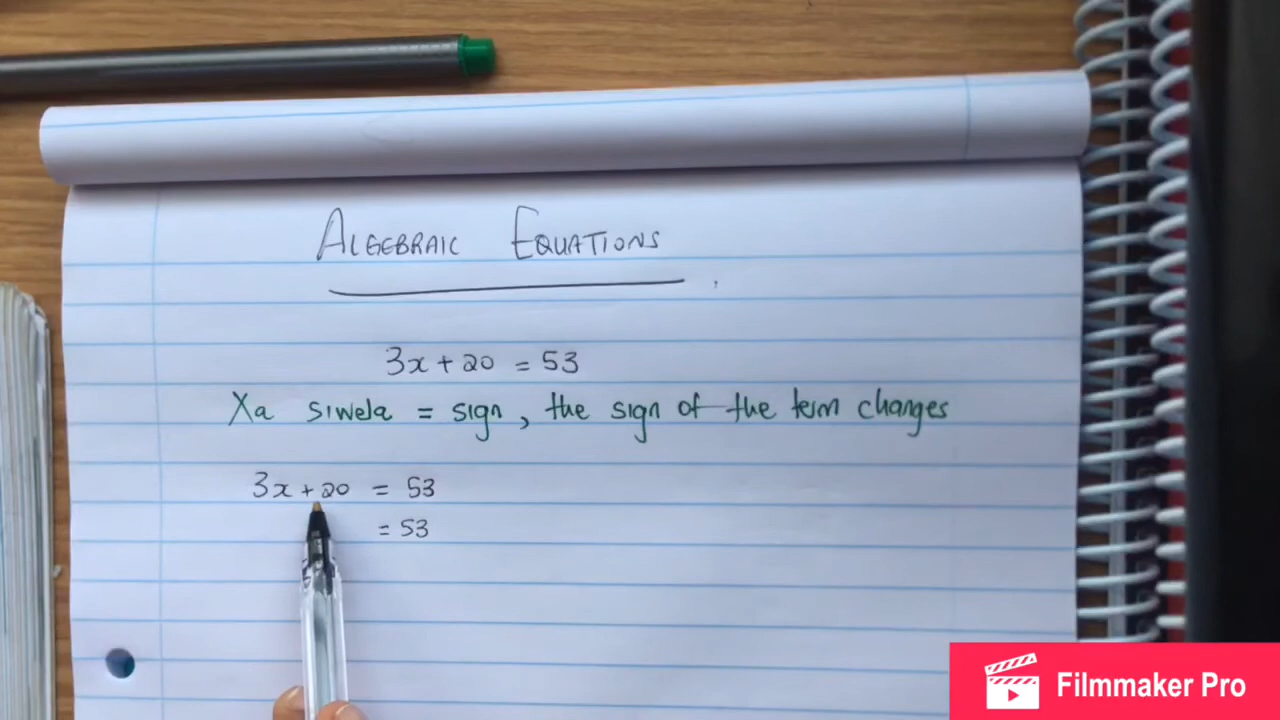 ALGEBRAIC EQUATIONS
3x + 20 = 53
Xa siwela = sign, the sign of the term changes
3x + 20 = 53
= 53
Filmmaker Pro